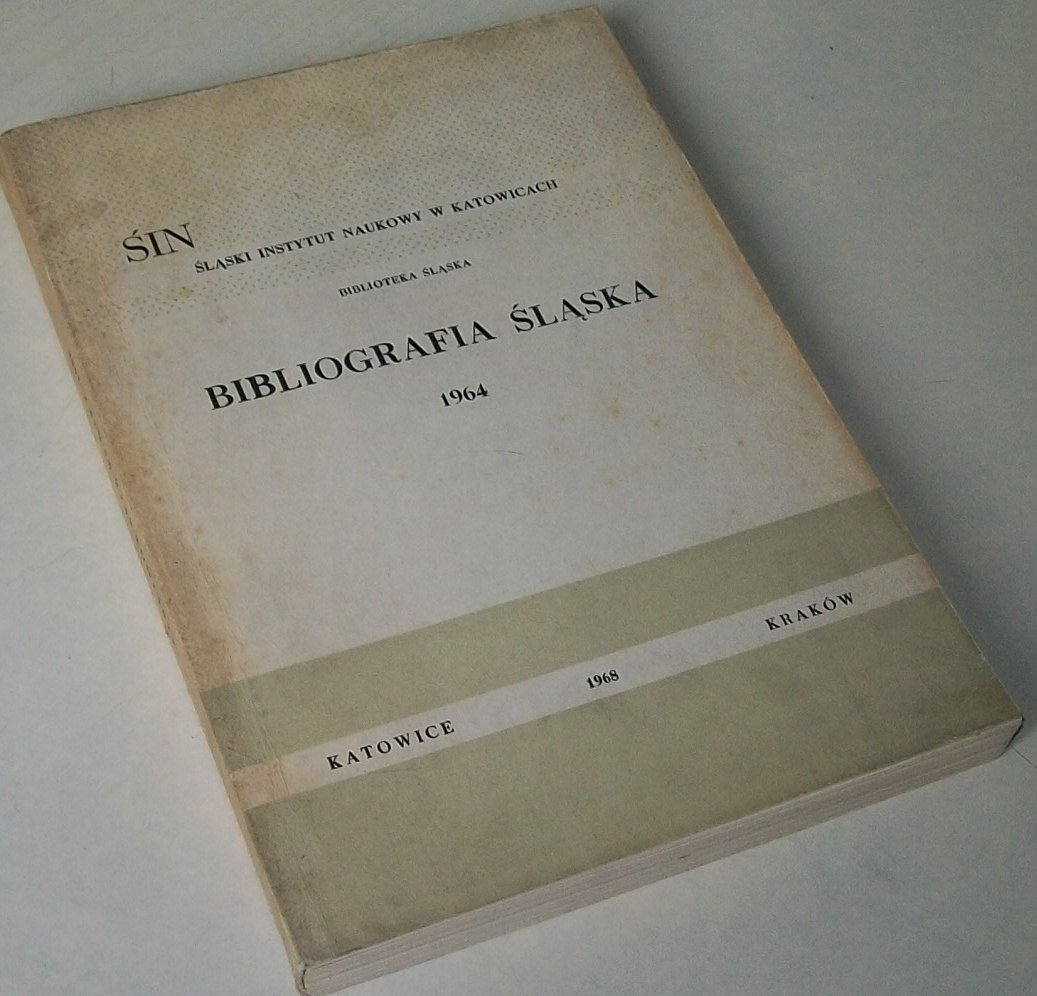 ŚIN
ŚLĄSKI INSTYTUT NAUKOWY W KATOWICACH
BIBLIOTEKA ŚLĄSKA
BIBLIOGRAFIA ŚLĄSKA
1964
KATOWICE 1968 KRAKÓW